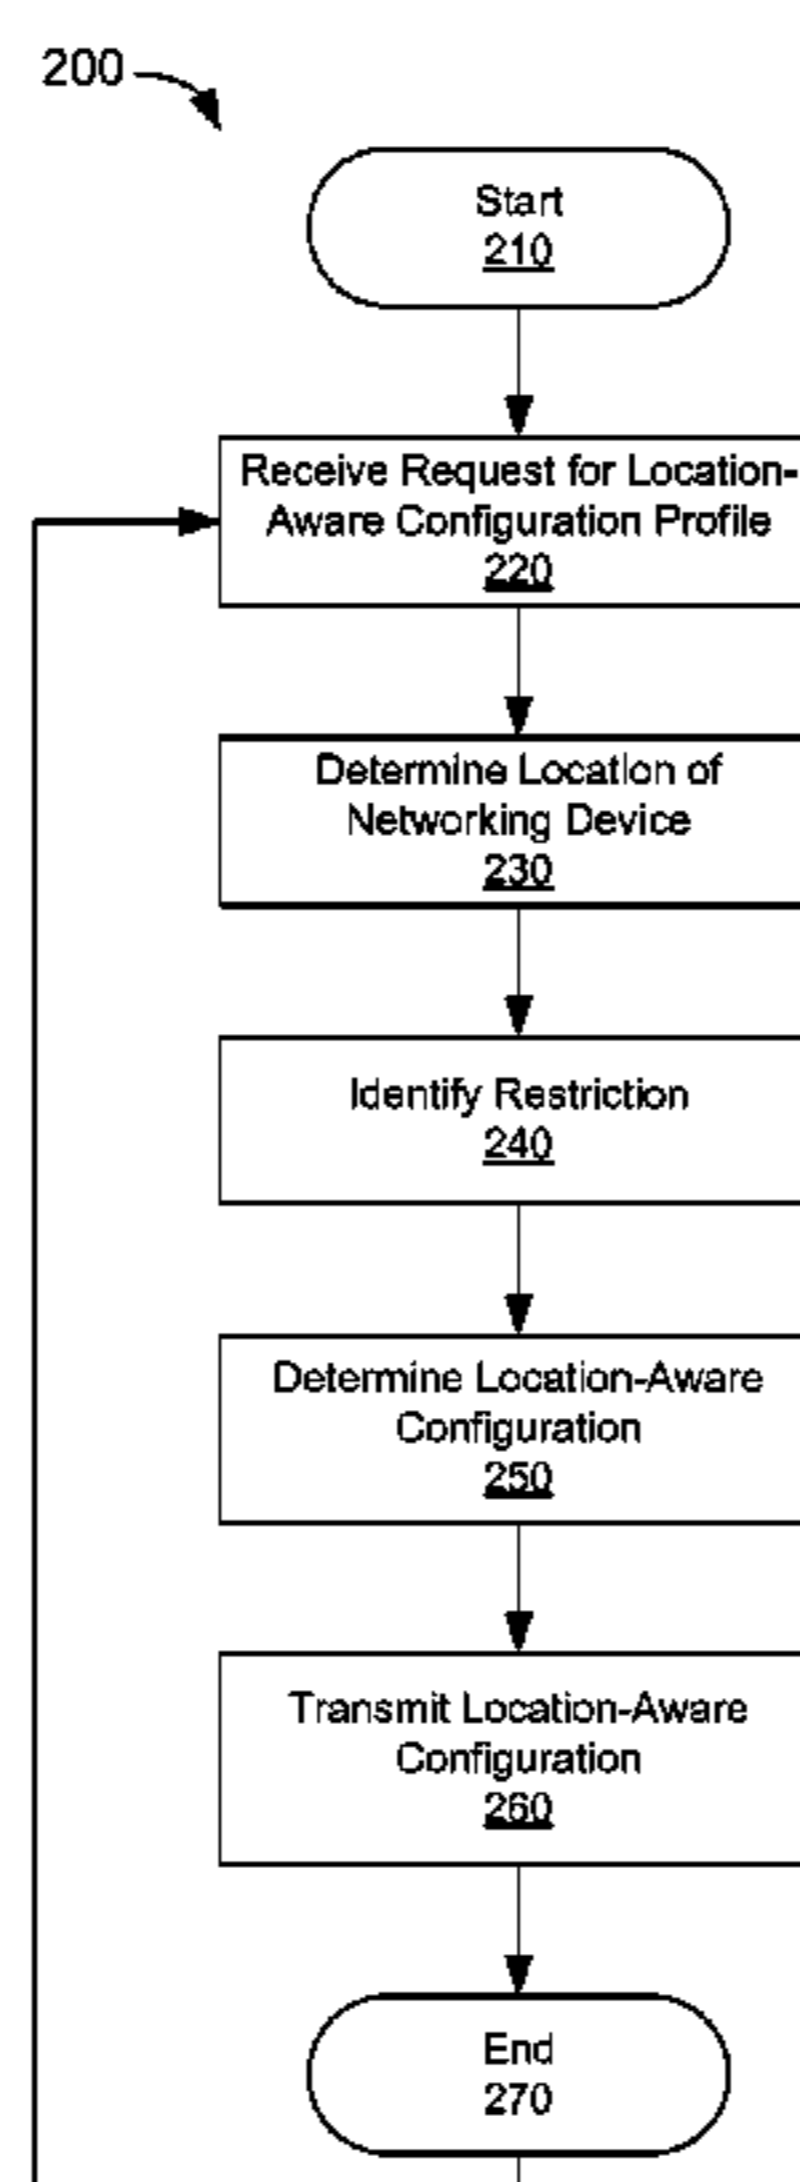 200
Start
210
Receive Request for Location-
Aware Configuration Profile
220
Determine Location of
Networking Device
230
Identify Restriction
240
Determine Location-Aware
Configuration
250
Transmit Location-Aware
Configuration
260
End
270